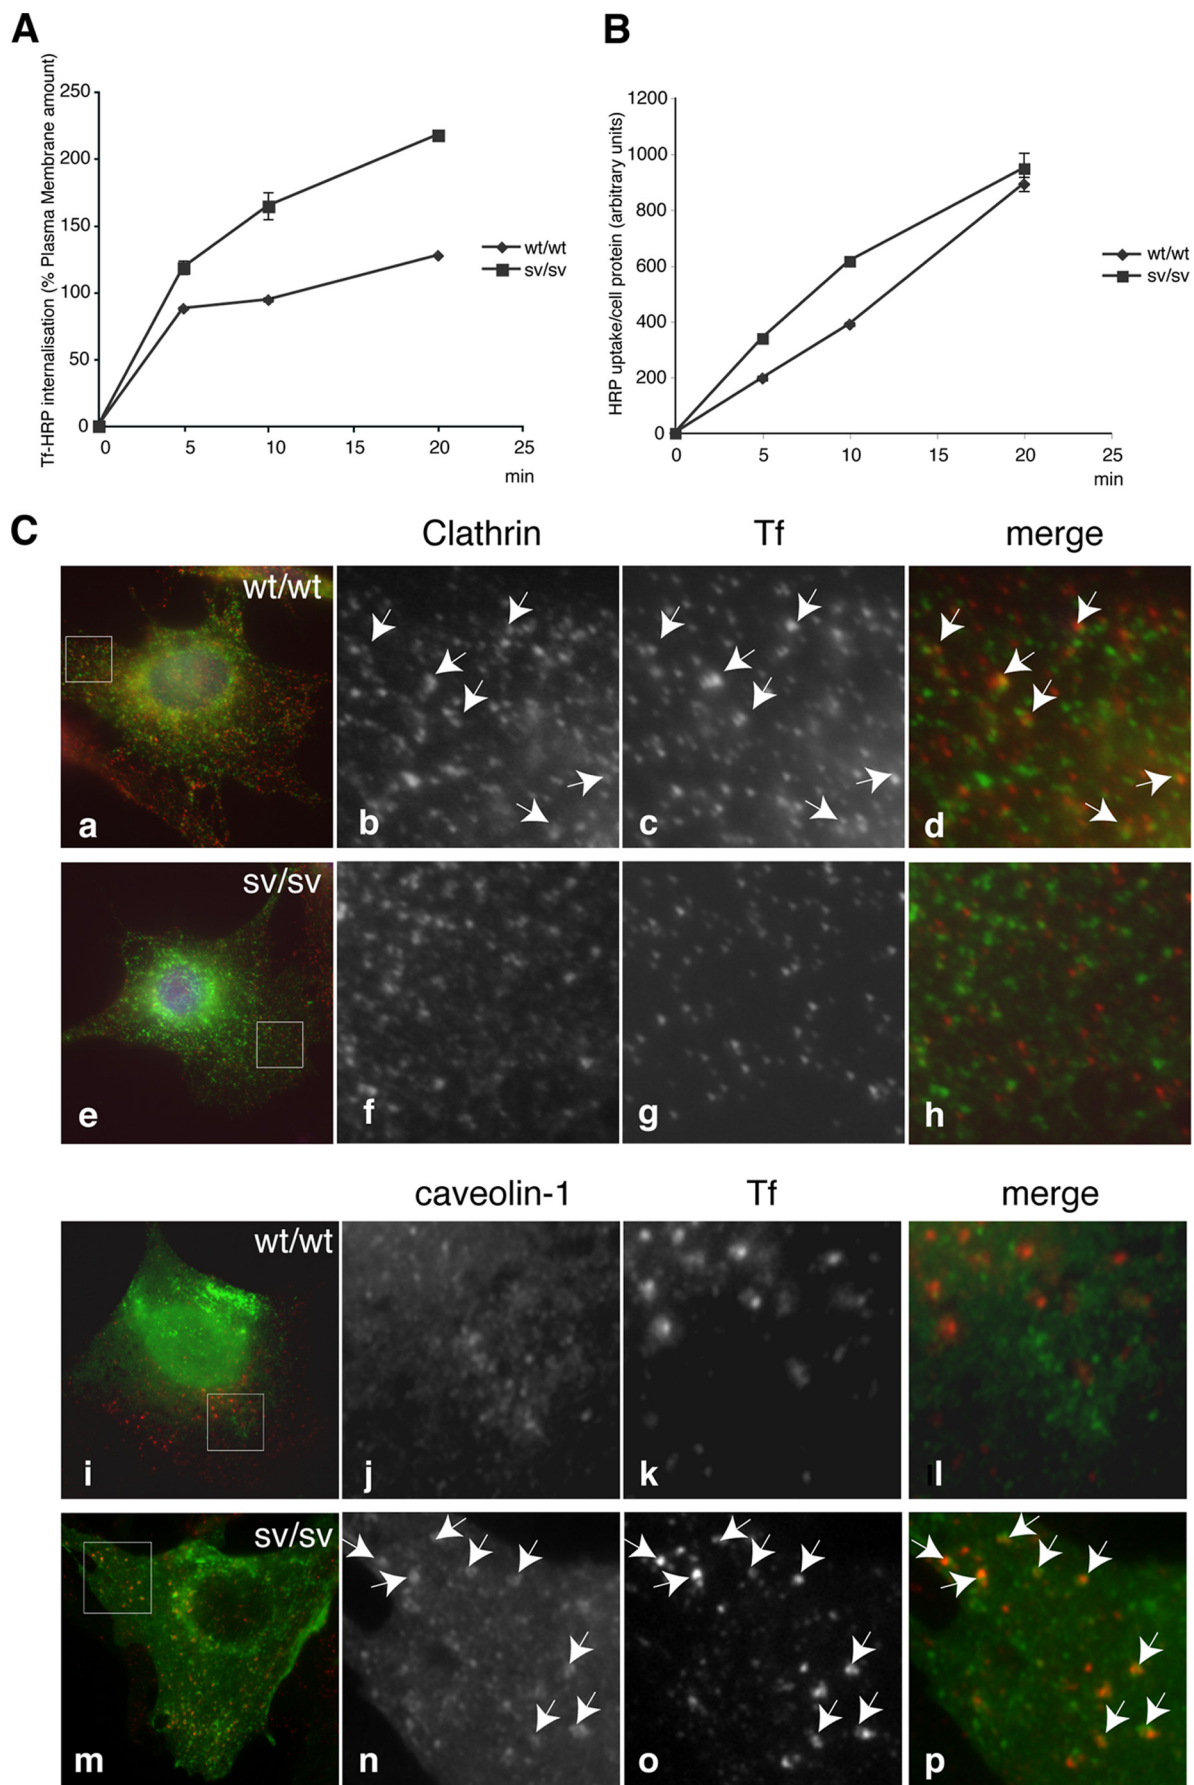 A
Tf-HRP internalisation (% Plasma Membrane amount)
250
200
150
100
50
0
0 5 10 15 20 25
min
wt/wt
sv/sv
B
HRP uptake/cell protein (arbitrary units)
1200
1000
800
600
400
200
0
0 5 10 15 20 25
min
wt/wt
sv/sv
C
Clathrin Tf merge
wt/wt
a b c d
sv/sv
e f g h
caveolin-1 Tf merge
wt/wt
i j k l
sv/sv
m n o p